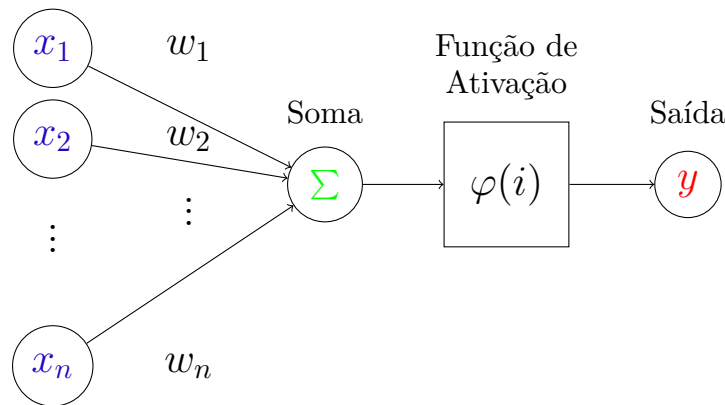 x₁ w₁
x₂ w₂
⋮ ⋮
xₙ wₙ
Soma
Σ
Função de
Ativação
φ(i)
Saída
y